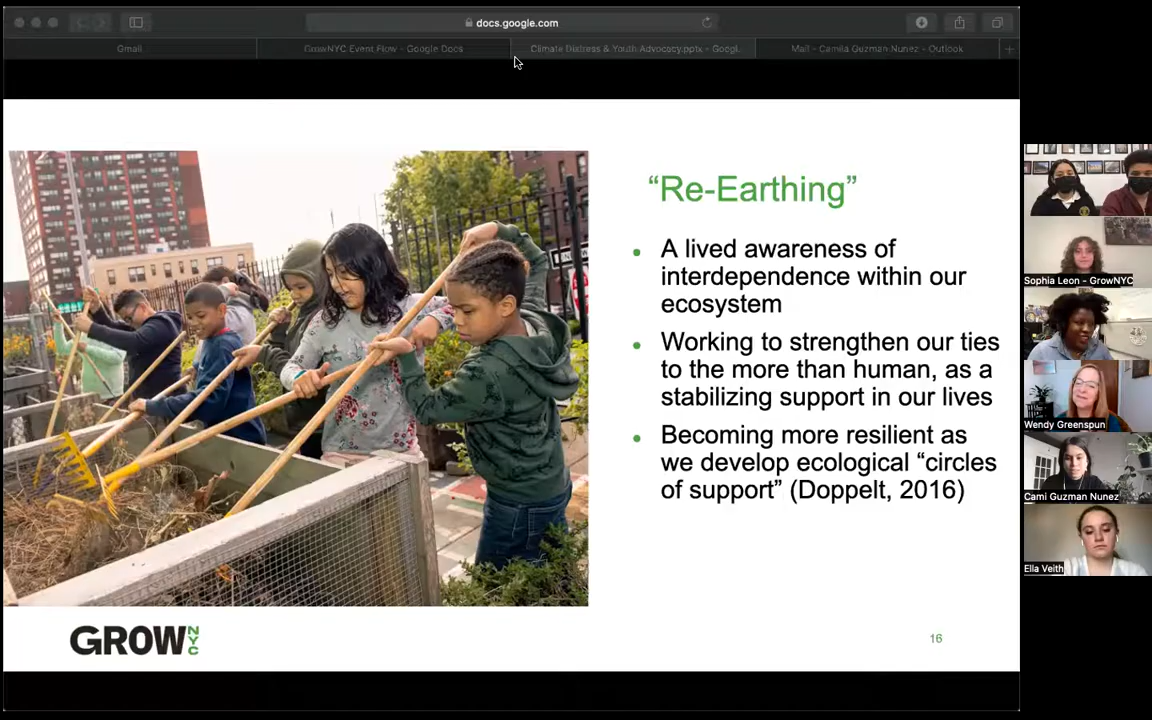 docs.google.com
Gmail
GrowNYC Event Flow - Google Docs
Climate Distress & Youth Advocacy.pptx - Googl
Mail - Camila Guzman Nunez - Outlook
“Re-Earthing”
A lived awareness of
interdependence within our
ecosystem
Working to strengthen our ties
to the more than human, as a
stabilizing support in our lives
Becoming more resilient as
we develop ecological “circles
of support” (Doppelt, 2016)
GROWNYC
16
Sophia Leon - GrowNYC
Wendy Greenspun
Cami Guzman Nunez
Ella Veith